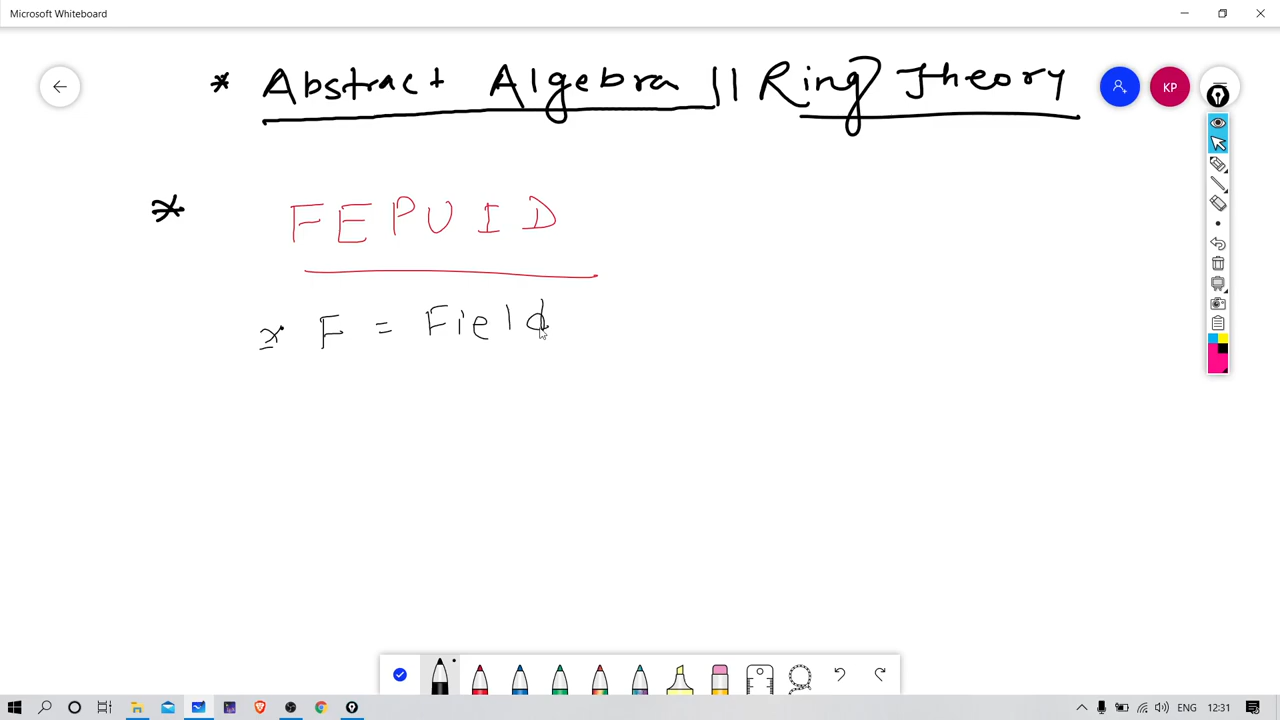 Microsoft Whiteboard
* Abstract Algebra || Ring Theory
KP
* FEPUID
* F = Field
ENG 12:31